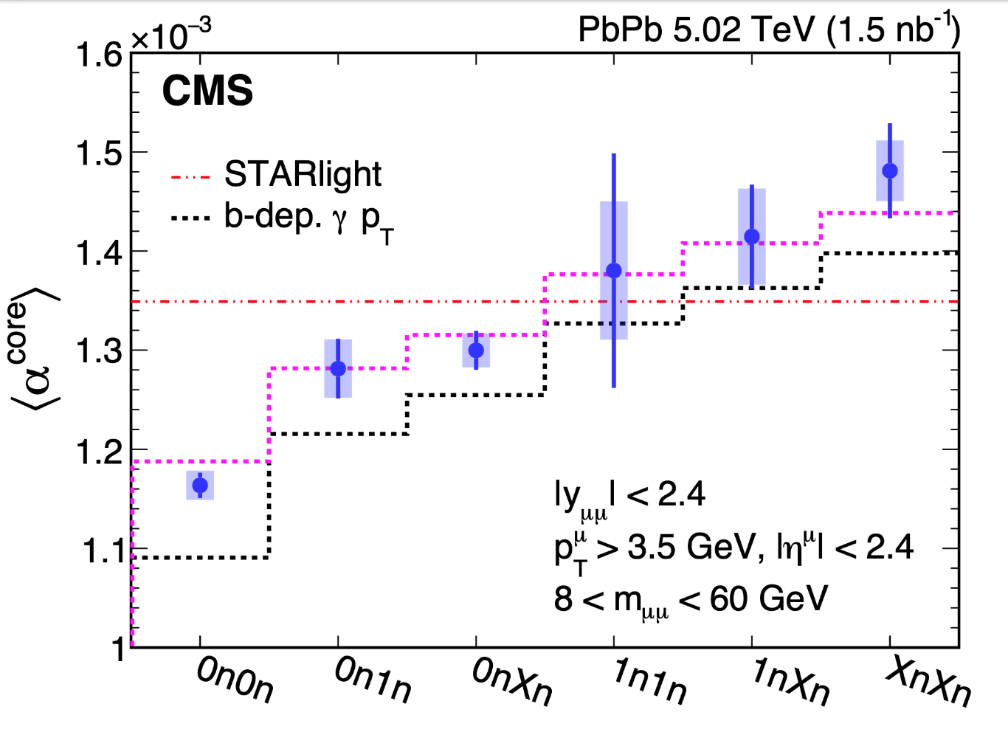 ×10⁻³
PbPb 5.02 TeV (1.5 nb⁻¹)
CMS
STARlight
b-dep. γ p_T
⟨α^core⟩
1.6
1.5
1.4
1.3
1.2
1.1
1
|y_μμ| < 2.4
p_T^μ > 3.5 GeV, |η^μ| < 2.4
8 < m_μμ < 60 GeV
0n0n
0n1n
0nXn
1n1n
1nXn
XnXn